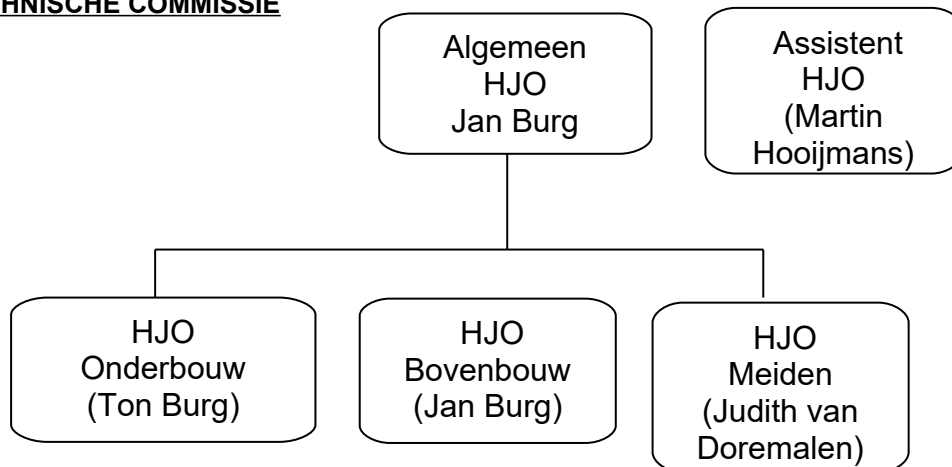 HNISCHE COMMISSIE
Algemeen
HJO
Jan Burg
Assistent
HJO
(Martin
Hooijmans)
HJO
Onderbouw
(Ton Burg)
HJO
Bovenbouw
(Jan Burg)
HJO
Meiden
(Judith van
Doremalen)